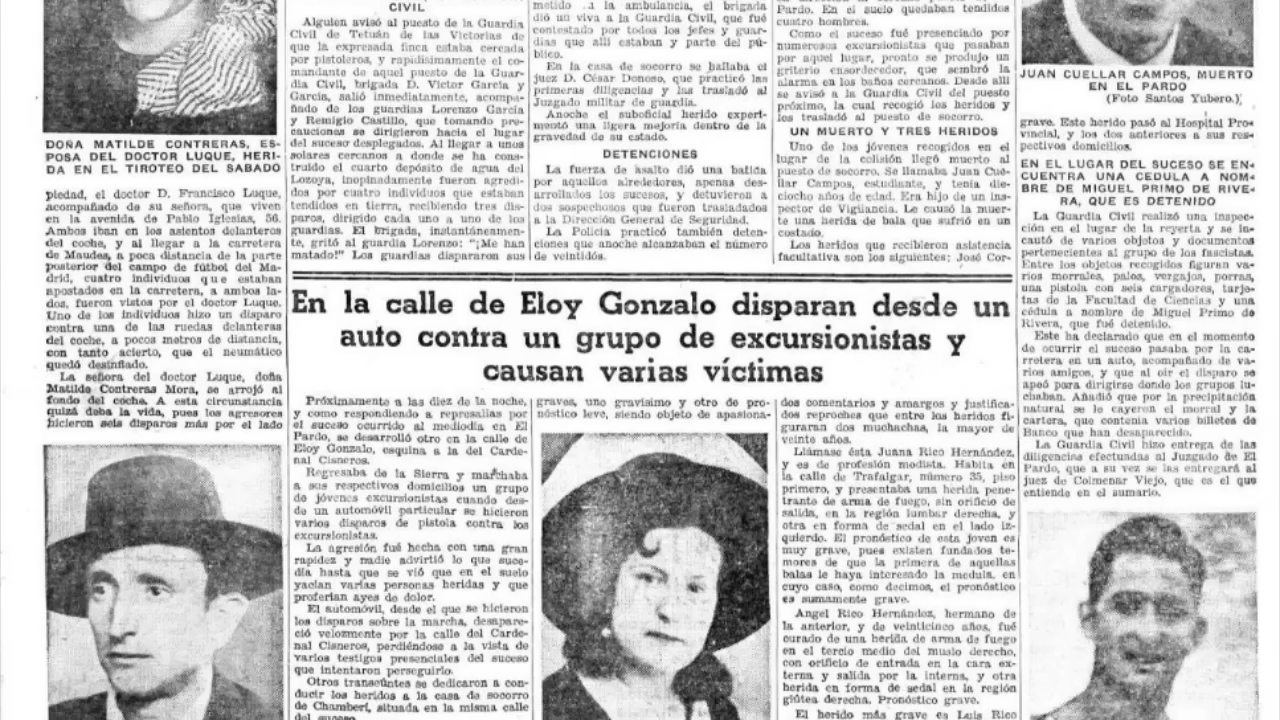 DOÑA MATILDE CONTRERAS, ES-
POSA DEL DOCTOR LUQUE, HERI-
DA EN EL TIROTEO DEL SABADO
piedad, el doctor D. Francisco Luque,
acompañado de su señora, que viven
en la avenida de Pablo Iglesias, 56.
Ambos iban en los asientos delanteros
del coche, y al llegar a la carretera
de Maudes, a poca distancia de la parte
posterior del campo de fútbol del Ma-
drid, cuatro individuos que estaban
apostados en la carretera, a ambos la-
dos, fueron vistos por el doctor Luque.
Uno de los individuos hizo un disparo
contra una de las ruedas delanteras
del coche, a pocos metros de distancia,
con tanto acierto, que el neumático
quedó desinflado.
La señora del doctor Luque, doña
Matilde Contreras Mora, se arrojó al
fondo del coche. A esta circunstancia
quizá deba la vida, pues los agresores
hicieron seis disparos más por el lado
CIVIL
Alguien avisó al puesto de la Guardia
Civil de Tetuán de las Victorias de
que la expresada finca estaba cercada
por pistoleros, y rapidísimamente el co-
mandante de aquel puesto de la Guar-
dia Civil, brigada D. Víctor García y
García, salió inmediatamente, acompa-
ñado de los guardias Lorenzo García
y Remigio Castillo, que tomando pre-
cauciones se dirigieron hacia el lugar
del suceso desplegados. Al llegar a unos
solares cercanos a donde se ha cons-
truído el cuarto depósito de agua del
Lozoya, inopinadamente fueron agredi-
dos por cuatro individuos que estaban
tendidos en tierra, recibiendo tres dis-
paros, dirigido cada uno a uno de los
guardias. El brigada, instantáneamen-
te, gritó al guardia Lorenzo: "¡Me han
matado!" Los guardias dispararon sus
metido a la ambulancia, el brigada
dió un viva a la Guardia Civil, que fué
contestado por todos los jefes y guar-
dias que allí estaban y parte del pú-
blico.
En la casa de socorro se hallaba el
juez D. César Donoso, que practicó las
primeras diligencias y las trasladó al
Juzgado militar de guardia.
Anoche el suboficial herido experi-
mentó una ligera mejoría dentro de la
gravedad de su estado.
DETENCIONES
La fuerza de asalto dió una batida
por aquellos alrededores, apenas des-
arrollados los sucesos, y detuvieron a
dos sospechosos que fueron trasladados
a la Dirección General de Seguridad.
La Policía practicó también deten-
ciones que anoche alcanzaban el número
de veintidós.
Pardo. En el suelo quedaban tendidos
cuatro hombres.
Como el suceso fué presenciado por
numerosos excursionistas que pasaban
por aquel lugar, pronto se produjo un
griterío ensordecedor, que sembró la
alarma en los baños cercanos. Desde allí
se avisó a la Guardia Civil del puesto
próximo, la cual recogió los heridos y
los trasladó al puesto de socorro.
UN MUERTO Y TRES HERIDOS
Uno de los jóvenes recogidos en el
lugar de la colisión llegó muerto al
puesto de socorro. Se llamaba Juan Cué-
llar Campos, estudiante, y tenía die-
ciocho años de edad. Era hijo de un ins-
pector de Vigilancia. Le causó la muer-
te una herida de bala que sufrió en un
costado.
Los heridos que recibieron asistencia
facultativa son los siguientes: José Cor-
JUAN CUELLAR CAMPOS, MUERTO
EN EL PARDO
(Foto Santos Yubero.)
grave. Este herido pasó al Hospital Pro-
vincial, y los dos anteriores a sus res-
pectivos domicilios.
EN EL LUGAR DEL SUCESO SE EN-
CUENTRA UNA CEDULA A NOM-
BRE DE MIGUEL PRIMO DE RIVE-
RA, QUE ES DETENIDO
La Guardia Civil realizó una inspec-
ción en el lugar de la reyerta y se in-
cautó de varios objetos y documentos
pertenecientes al grupo de los fascistas.
Entre los objetos recogidos figuran va-
rios morrales, palos, vergajos, porras,
una pistola con seis cargadores, tarje-
tas de la Facultad de Ciencias y una
cédula a nombre de Miguel Primo de
Rivera, que fué detenido.
Este ha declarado que en el momento
de ocurrir el suceso pasaba por la ca-
rretera en un auto, acompañado de va-
rios amigos, y que al oír el disparo se
apeó para dirigirse donde los grupos lu-
chaban. Añadió que por la precipitación
natural se le cayeron el morral y la
cartera, que contenía varios billetes de
Banco que han desaparecido.
La Guardia Civil hizo entrega de las
diligencias efectuadas al Juzgado de El
Pardo, que a su vez se las entregará al
juez de Colmenar Viejo, que es el que
entiende en el sumario.
En la calle de Eloy Gonzalo disparan desde un
auto contra un grupo de excursionistas y
causan varias víctimas
Próximamente a las diez de la noche,
y como respondiendo a represalias por
el suceso ocurrido al mediodía en El
Pardo, se desarrolló otro en la calle de
Eloy Gonzalo, esquina a la del Carde-
nal Cisneros.
Regresaba de la Sierra y marchaba
a sus respectivos domicilios un grupo
de jóvenes excursionistas cuando des-
de un automóvil particular se hicieron
varios disparos de pistola contra los
excursionistas.
La agresión fué hecha con una gran
rapidez y nadie advirtió lo que suce-
día hasta que se vió que en el suelo
yacían varias personas heridas y que
proferían ayes de dolor.
El automóvil, desde el que se hicieron
los disparos sobre la marcha, desapare-
ció velozmente por la calle del Carde-
nal Cisneros, perdiéndose a la vista de
varios testigos presenciales del suceso
que intentaron perseguirlo.
Otros transeúntes se dedicaron a con-
ducir los heridos a la casa de socorro
de Chamberí, situada en la misma calle
del suceso.
graves, uno gravísimo y otro de pro-
nóstico leve, siendo objeto de apasiona-
dos comentarios y amargos y justifica-
dos reproches que entre los heridos fi-
guraran dos muchachas, la mayor de
veinte años.
Llámase ésta Juana Rico Hernández,
y es de profesión modista. Habita en
la calle de Trafalgar, número 35, piso
primero, y presentaba una herida pene-
trante de arma de fuego, sin orificio de
salida, en la región lumbar derecha, y
otra en forma de sedal en el lado iz-
quierdo. El pronóstico de esta joven es
muy grave, pues existen fundados te-
mores de que la primera de aquellas
balas le haya interesado la medula, en
cuyo caso, como decimos, el pronóstico
es sumamente grave.
Angel Rico Hernández, hermano de
la anterior, y de veinticinco años, fué
curado de una herida de arma de fuego
en el tercio medio del muslo derecho,
con orificio de entrada en la cara ex-
terna y salida por la interna, y otra
herida en forma de sedal en la región
glútea derecha. Pronóstico grave.
El herido más grave es Luis Rico